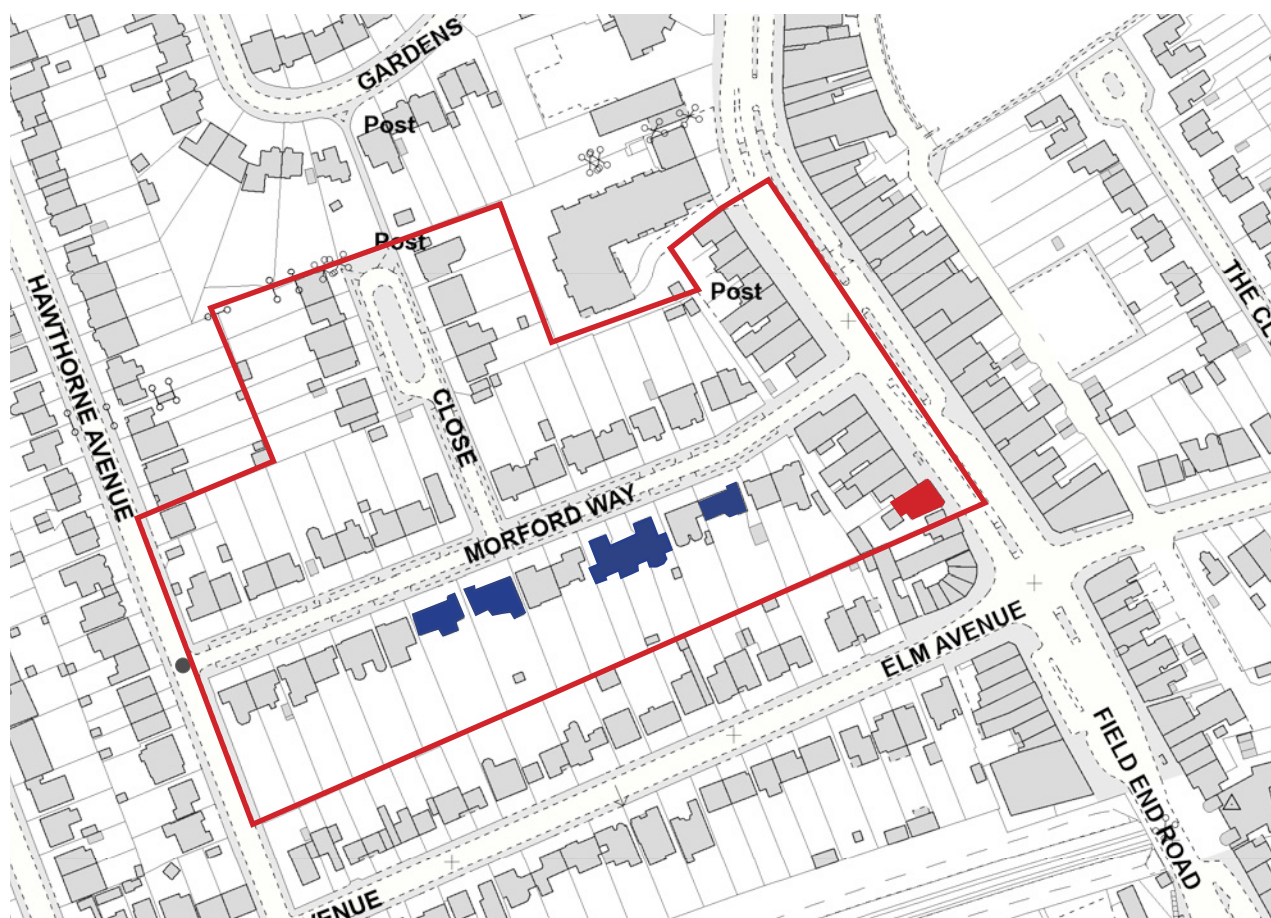 GARDENS
Post
Post
HAWTHORNE AVENUE
THE CL
Post
CLOSE
MORFORD WAY
ELM AVENUE
FIELD END ROAD
VENUE